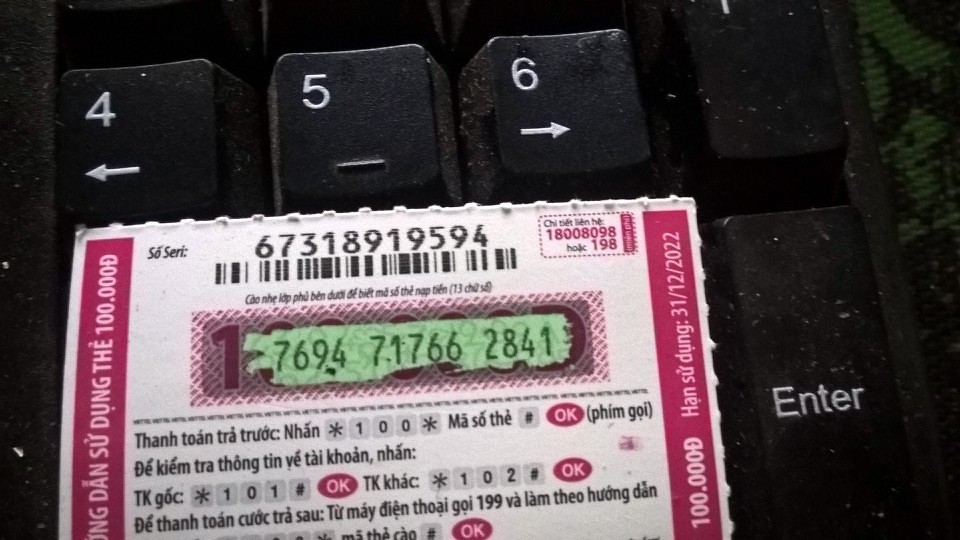 4
5
6
Enter
HƯỚNG DẪN SỬ DỤNG THẺ 100.000Đ
Số Seri:
67318919594
Chi tiết liên hệ:
18008098
hoặc 198
(miễn phí)
Cào nhẹ lớp phủ bên dưới để biết mã số thẻ nạp tiền (13 chữ số)
7694 71766 2841
Thanh toán trả trước: Nhấn * 1 0 0 * Mã số thẻ # OK (phím gọi)
Để kiểm tra thông tin về tài khoản, nhấn:
TK gốc: * 1 0 1 # OK TK khác: * 1 0 2 # OK
Để thanh toán cước trả sau: Từ máy điện thoại gọi 199 và làm theo hướng dẫn
mã thẻ cào # OK
Hạn sử dụng: 31/12/2022
100.000Đ